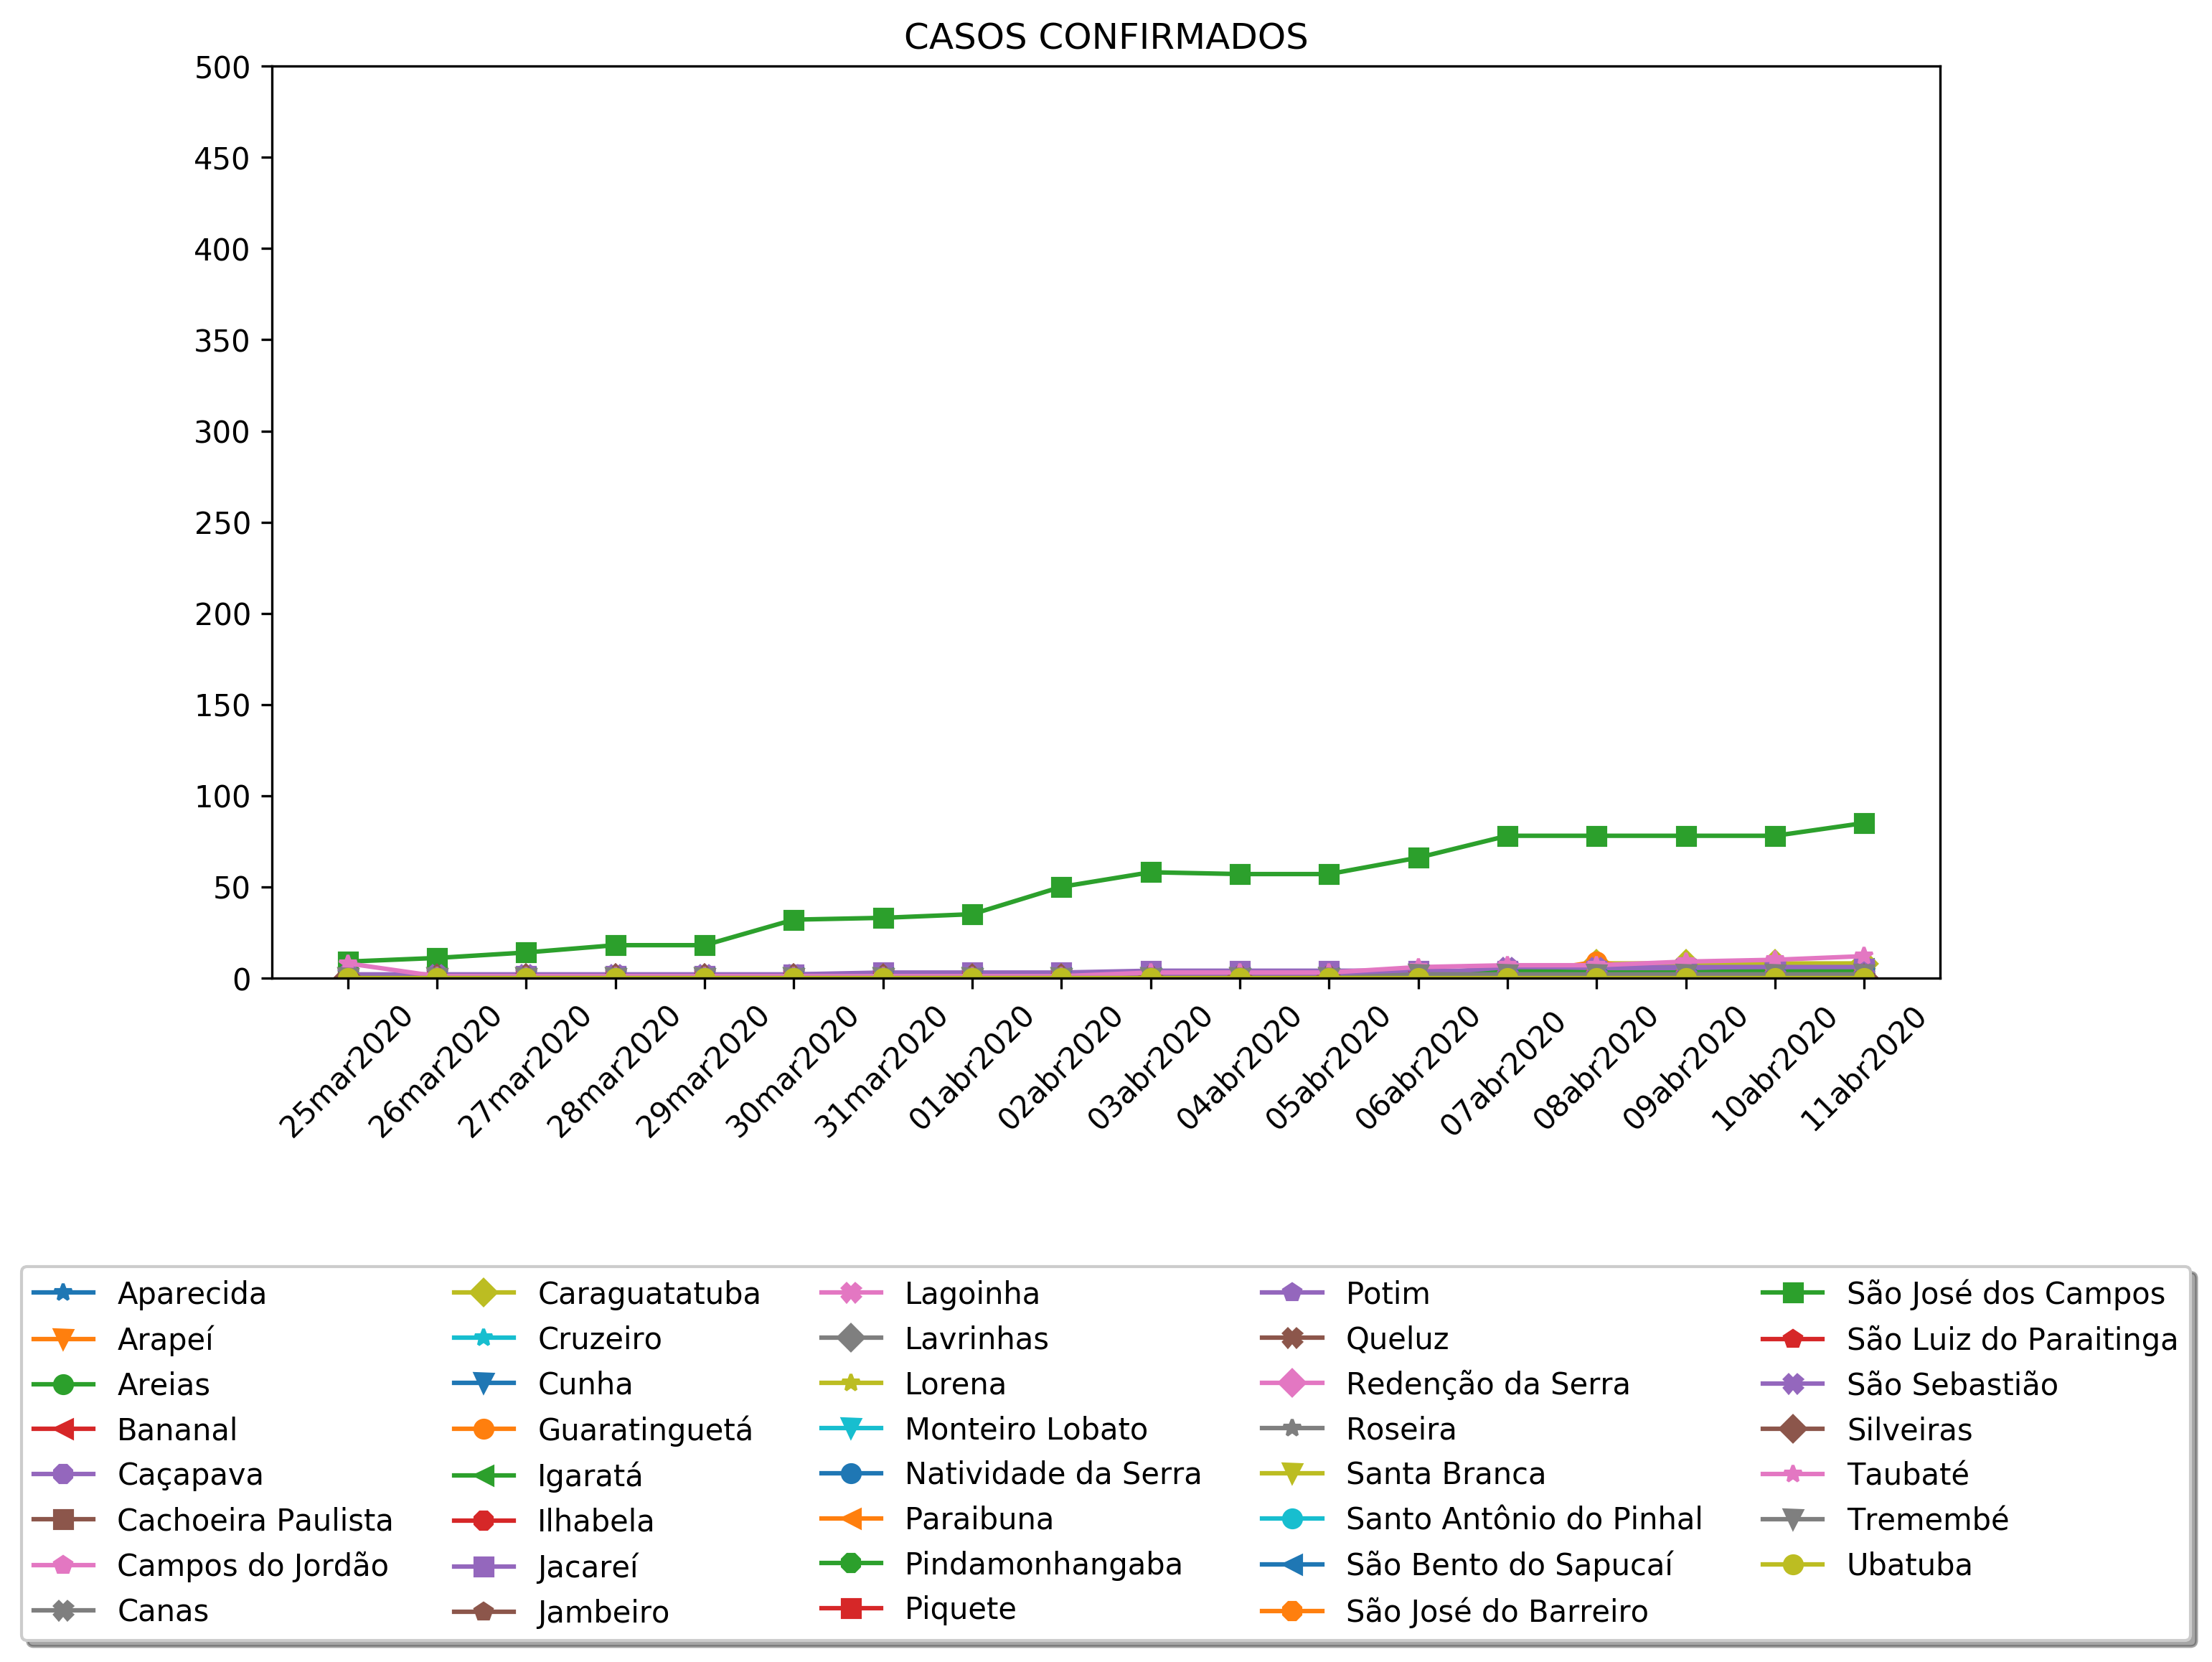 CASOS CONFIRMADOS
500
450
400
350
300
250
200
150
100
50
0
25mar2020
26mar2020
27mar2020
28mar2020
29mar2020
30mar2020
31mar2020
01abr2020
02abr2020
03abr2020
04abr2020
05abr2020
06abr2020
07abr2020
08abr2020
09abr2020
10abr2020
11abr2020
Aparecida
Arapeí
Areias
Bananal
Caçapava
Cachoeira Paulista
Campos do Jordão
Canas
Caraguatatuba
Cruzeiro
Cunha
Guaratinguetá
Igaratá
Ilhabela
Jacareí
Jambeiro
Lagoinha
Lavrinhas
Lorena
Monteiro Lobato
Natividade da Serra
Paraibuna
Pindamonhangaba
Piquete
Potim
Queluz
Redenção da Serra
Roseira
Santa Branca
Santo Antônio do Pinhal
São Bento do Sapucaí
São José do Barreiro
São José dos Campos
São Luiz do Paraitinga
São Sebastião
Silveiras
Taubaté
Tremembé
Ubatuba